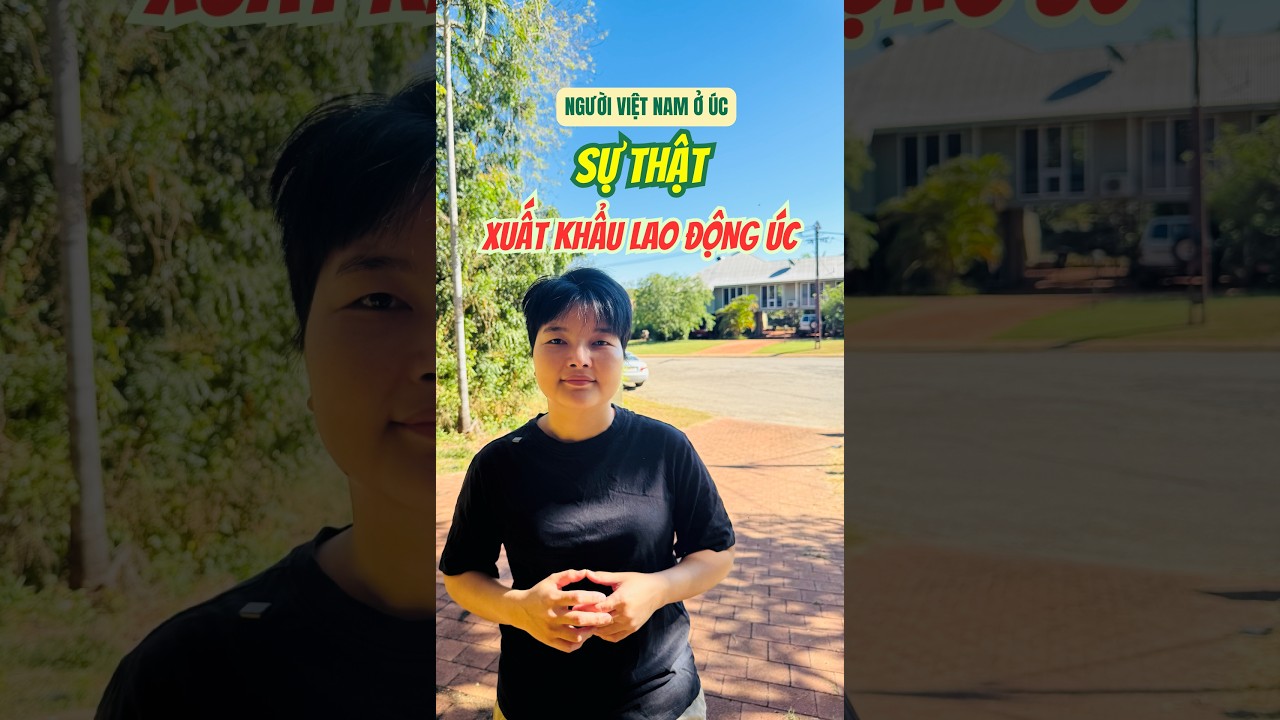 NGƯỜI VIỆT NAM Ở ÚC
SỰ THẬT
XUẤT KHẨU LAO ĐỘNG ÚC